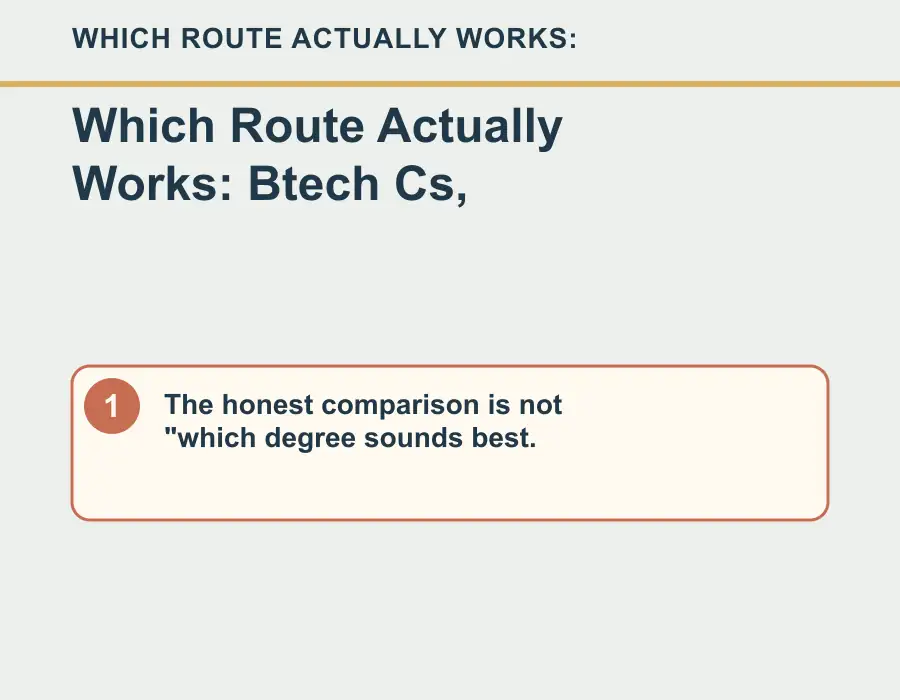 WHICH ROUTE ACTUALLY WORKS:
Which Route Actually
Works: Btech Cs,
1
The honest comparison is not
"which degree sounds best.